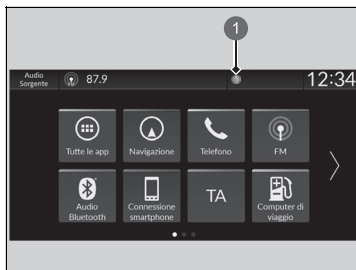 1
Audio
Sorgente
87.9
12:34
Tutte le app
Navigazione
Telefono
FM
Audio
Bluetooth
Connessione
smartphone
TA
Computer di
viaggio